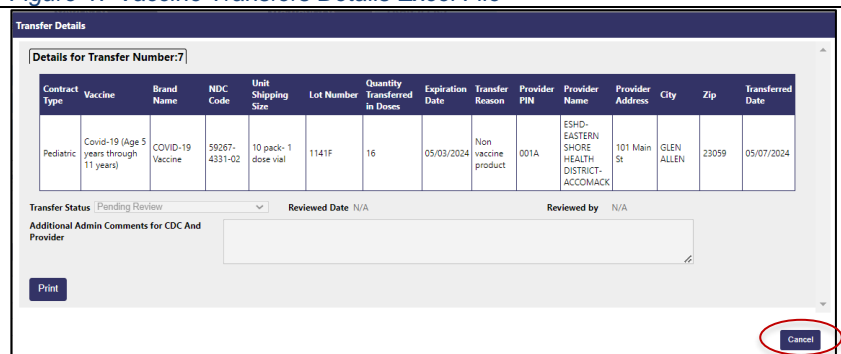 Figure Vaccine Transfers Details Excel File
Transfer Details
Details for Transfer Number:7
Contract Type Vaccine Brand Name NDC Code Unit Shipping Size Lot Number Quantity Transferred in Doses Expiration Date Transfer Reason Provider PIN Provider Name Provider Address City Zip Transferred Date
Pediatric Covid-19 (Age 5 years through 11 years) COVID-19 Vaccine 59267-4331-02 10 pack- 1 dose vial 1141F 16 05/03/2024 Non vaccine product 001A ESHD-EASTERN SHORE HEALTH DISTRICT-ACCOMACK 101 Main St GLEN ALLEN 23059 05/07/2024
Transfer Status Pending Review Reviewed Date N/A Reviewed by N/A
Additional Admin Comments for CDC And
Provider
Print
Cancel